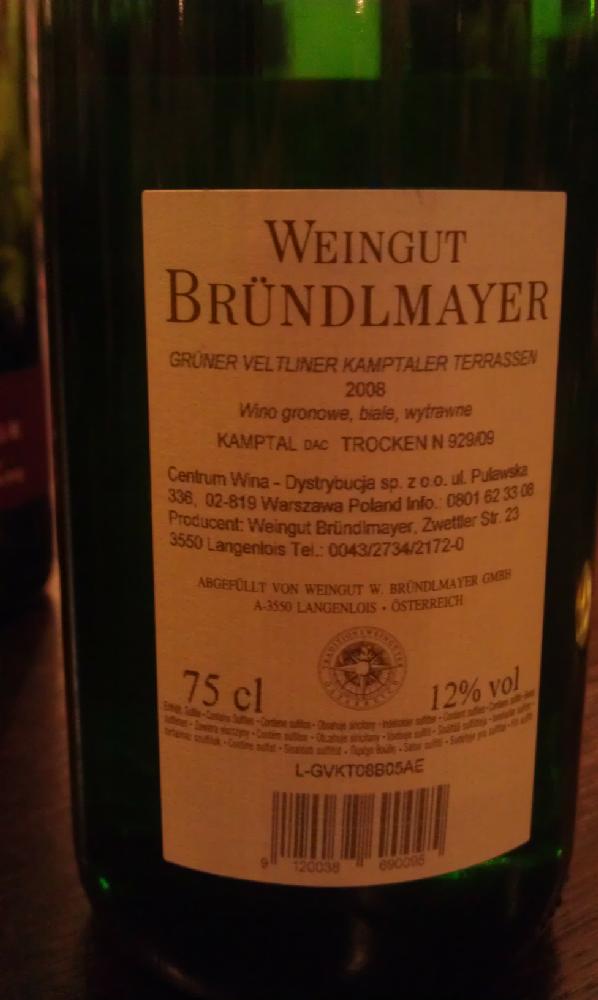 WEINGUT
BRÜNDLMAYER
GRÜNER VELTLINER KAMPTALER TERRASSEN
2008
Wino gronowe, białe, wytrawne
KAMPTAL DAC TROCKEN N 929/09
Centrum Wina - Dystrybucja sp. z o.o. ul. Puławska
336, 02-819 Warszawa Poland Info.: 0801 62 33 08
Producent: Weingut Bründlmayer, Zwettler Str. 23
3550 Langenlois Tel.: 0043/2734/2172-0
ABGEFÜLLT VON WEINGUT W. BRÜNDLMAYER GMBH
A-3550 LANGENLOIS • ÖSTERREICH
TRADITIONSWEINGÜTER ÖSTERREICH
75 cl
12% vol
L-GVKT08B05AE
9 120038 690095